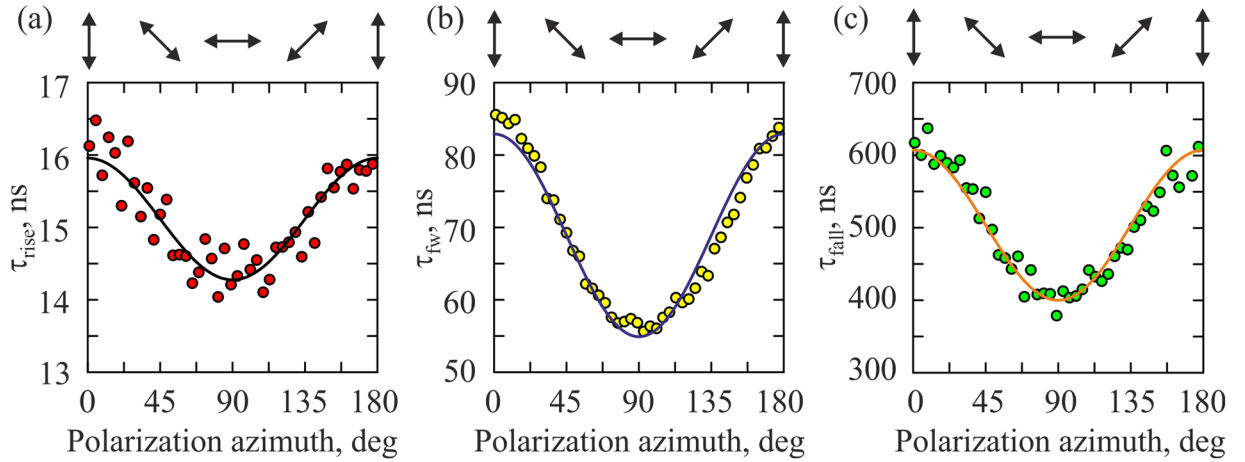 (a)
17
16
15
14
13
τrise, ns
0 45 90 135 180
Polarization azimuth, deg
(b)
90
80
70
60
50
τfw, ns
0 45 90 135 180
Polarization azimuth, deg
(c)
700
600
500
400
300
τfall, ns
0 45 90 135 180
Polarization azimuth, deg